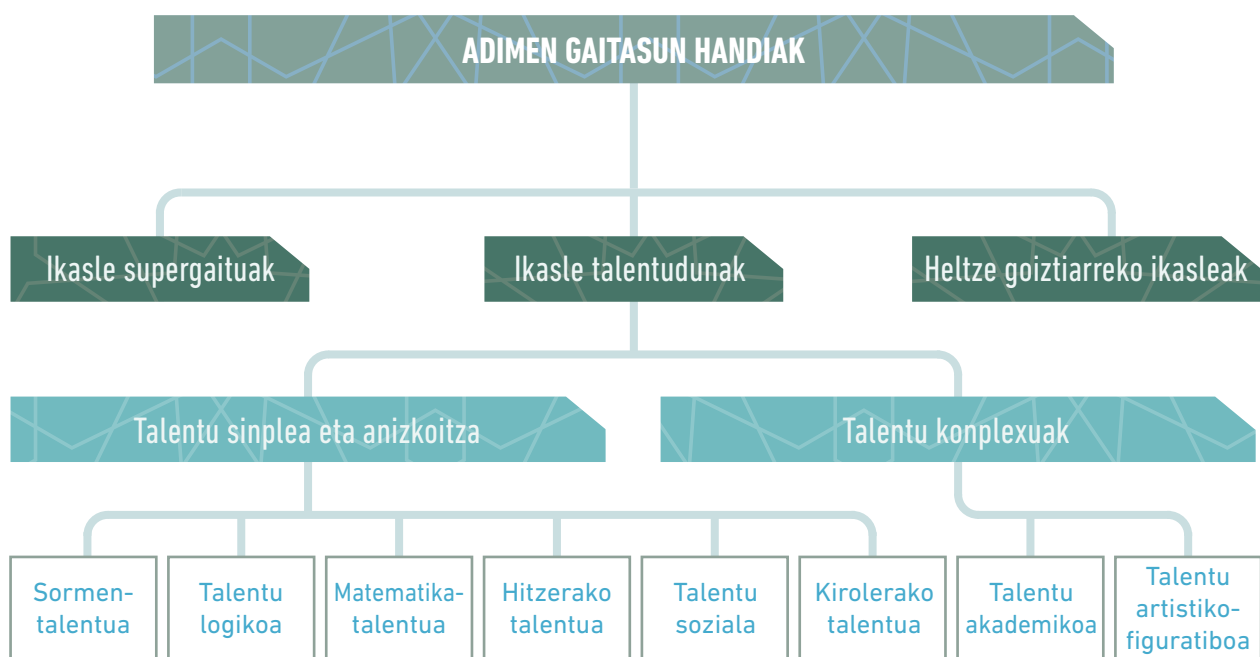 ADIMEN GAITASUN HANDIAK
Ikasle supergaituak
Ikasle talentudunak
Heltze goiztiarreko ikasleak
Talentu sinplea eta anizkoitza
Talentu konplexuak
Sormen-
talentua
Talentu
logikoa
Matematika-
talentua
Hitzerako
talentua
Talentu
soziala
Kirolerako
talentua
Talentu
akademikoa
Talentu
artistiko-
figuratiboa